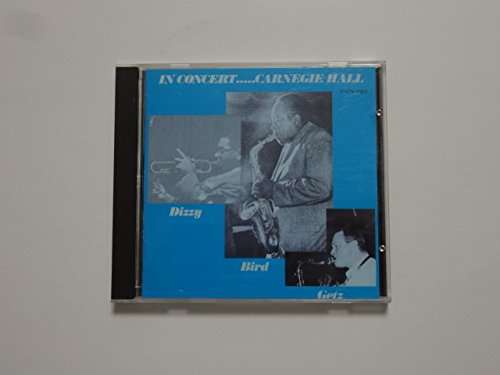 IN CONCERT.....CARNEGIE HALL
Dizzy
Bird
Getz